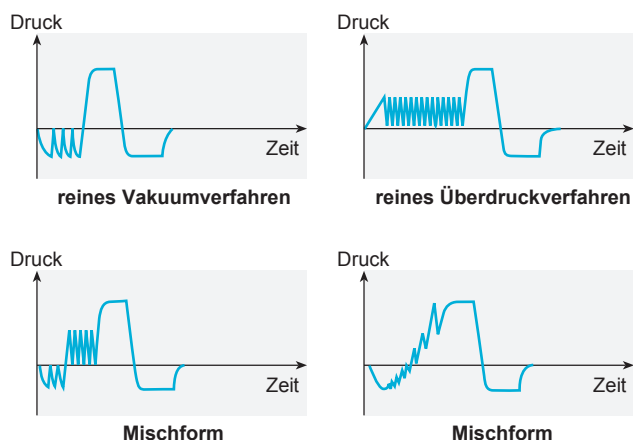 Druck
Zeit
reines Vakuumverfahren
Druck
Zeit
reines Überdruckverfahren
Druck
Zeit
Mischform
Druck
Zeit
Mischform